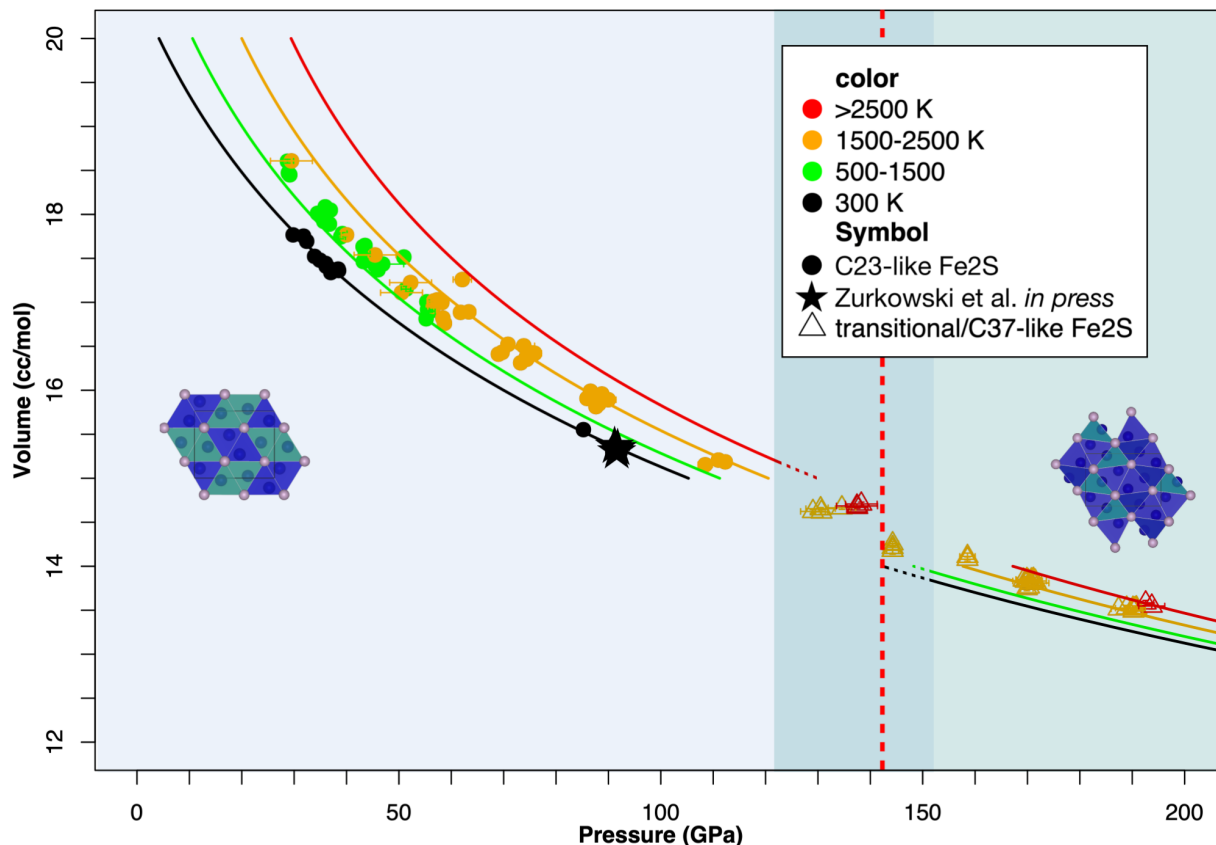 20
18
16
14
12
Volume (cc/mol)
color
>2500 K
1500-2500 K
500-1500
300 K
Symbol
C23-like Fe2S
Zurkowski et al. in press
transitional/C37-like Fe2S
0
50
100
150
200
Pressure (GPa)